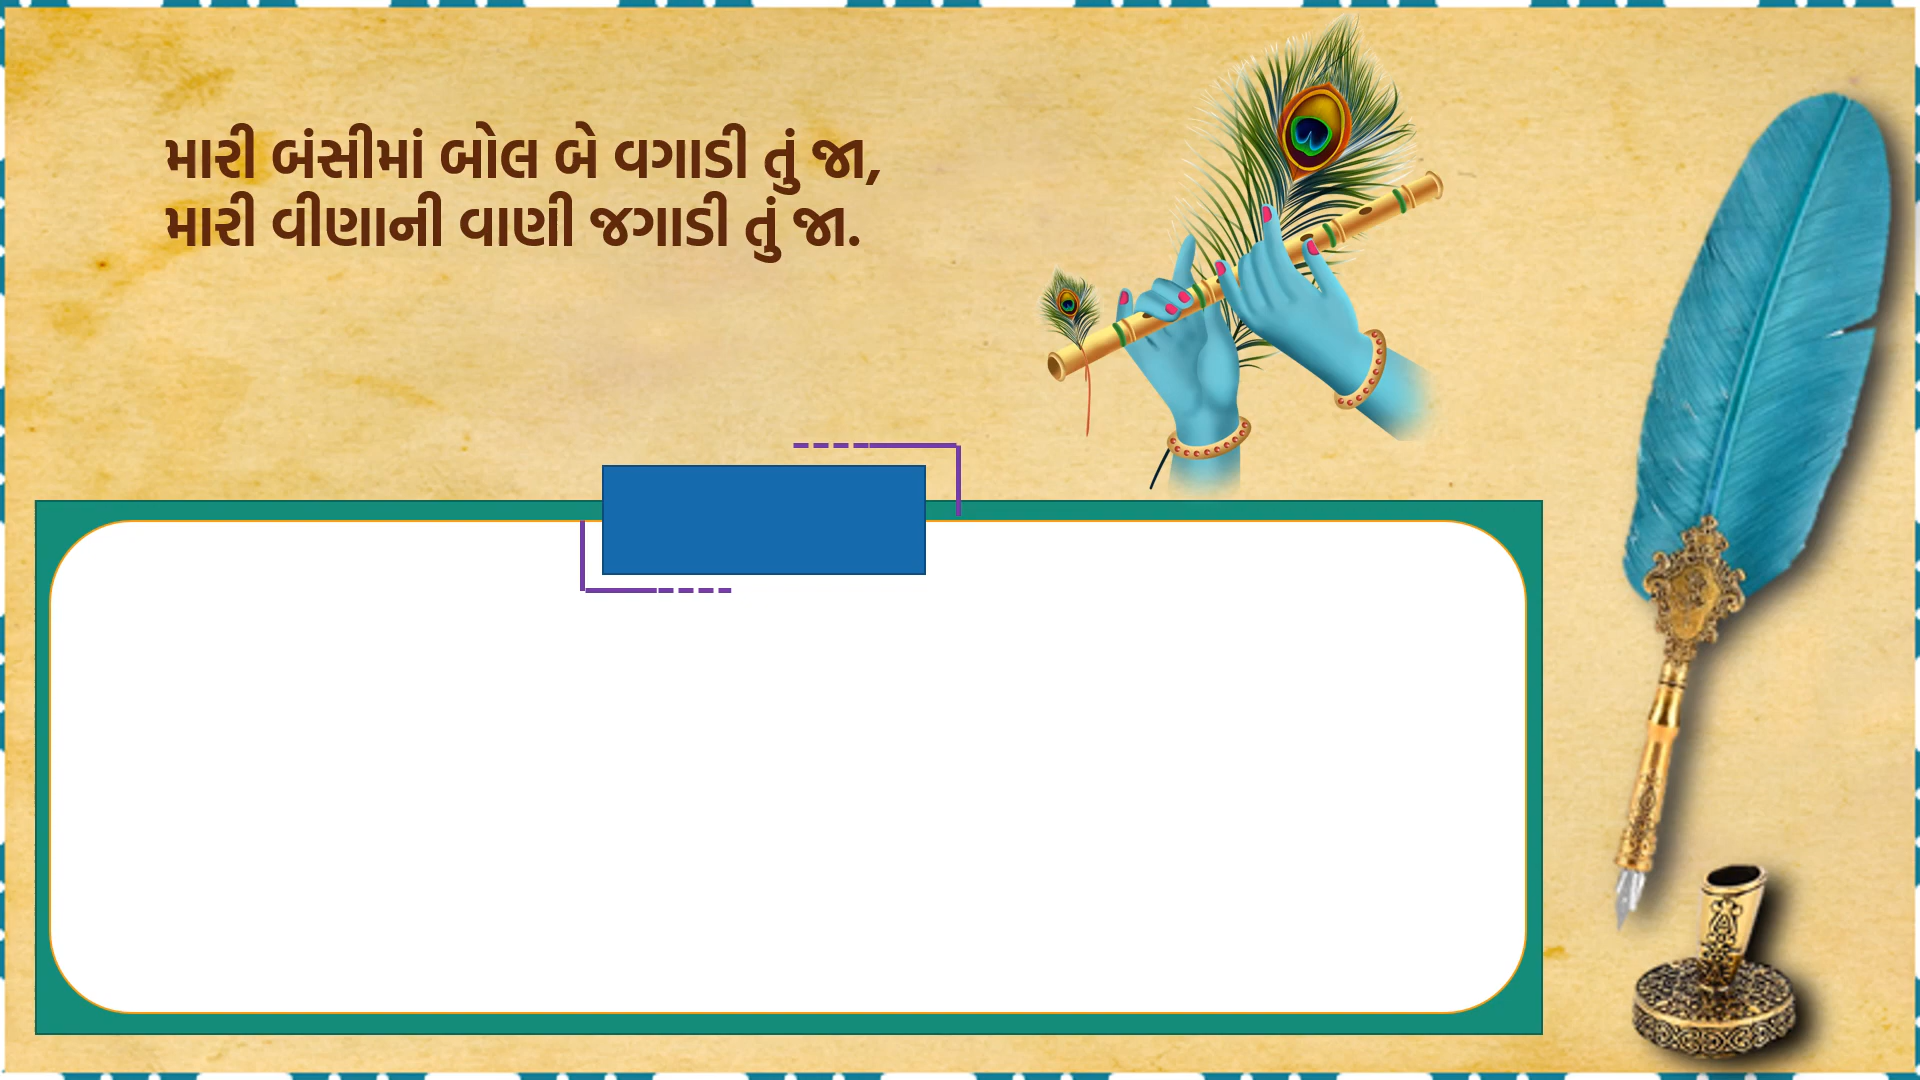 મારી બંસીમાં બોલ બે વગાડી તું જા,
મારી વીણાની વાણી જગાડી તું જા.